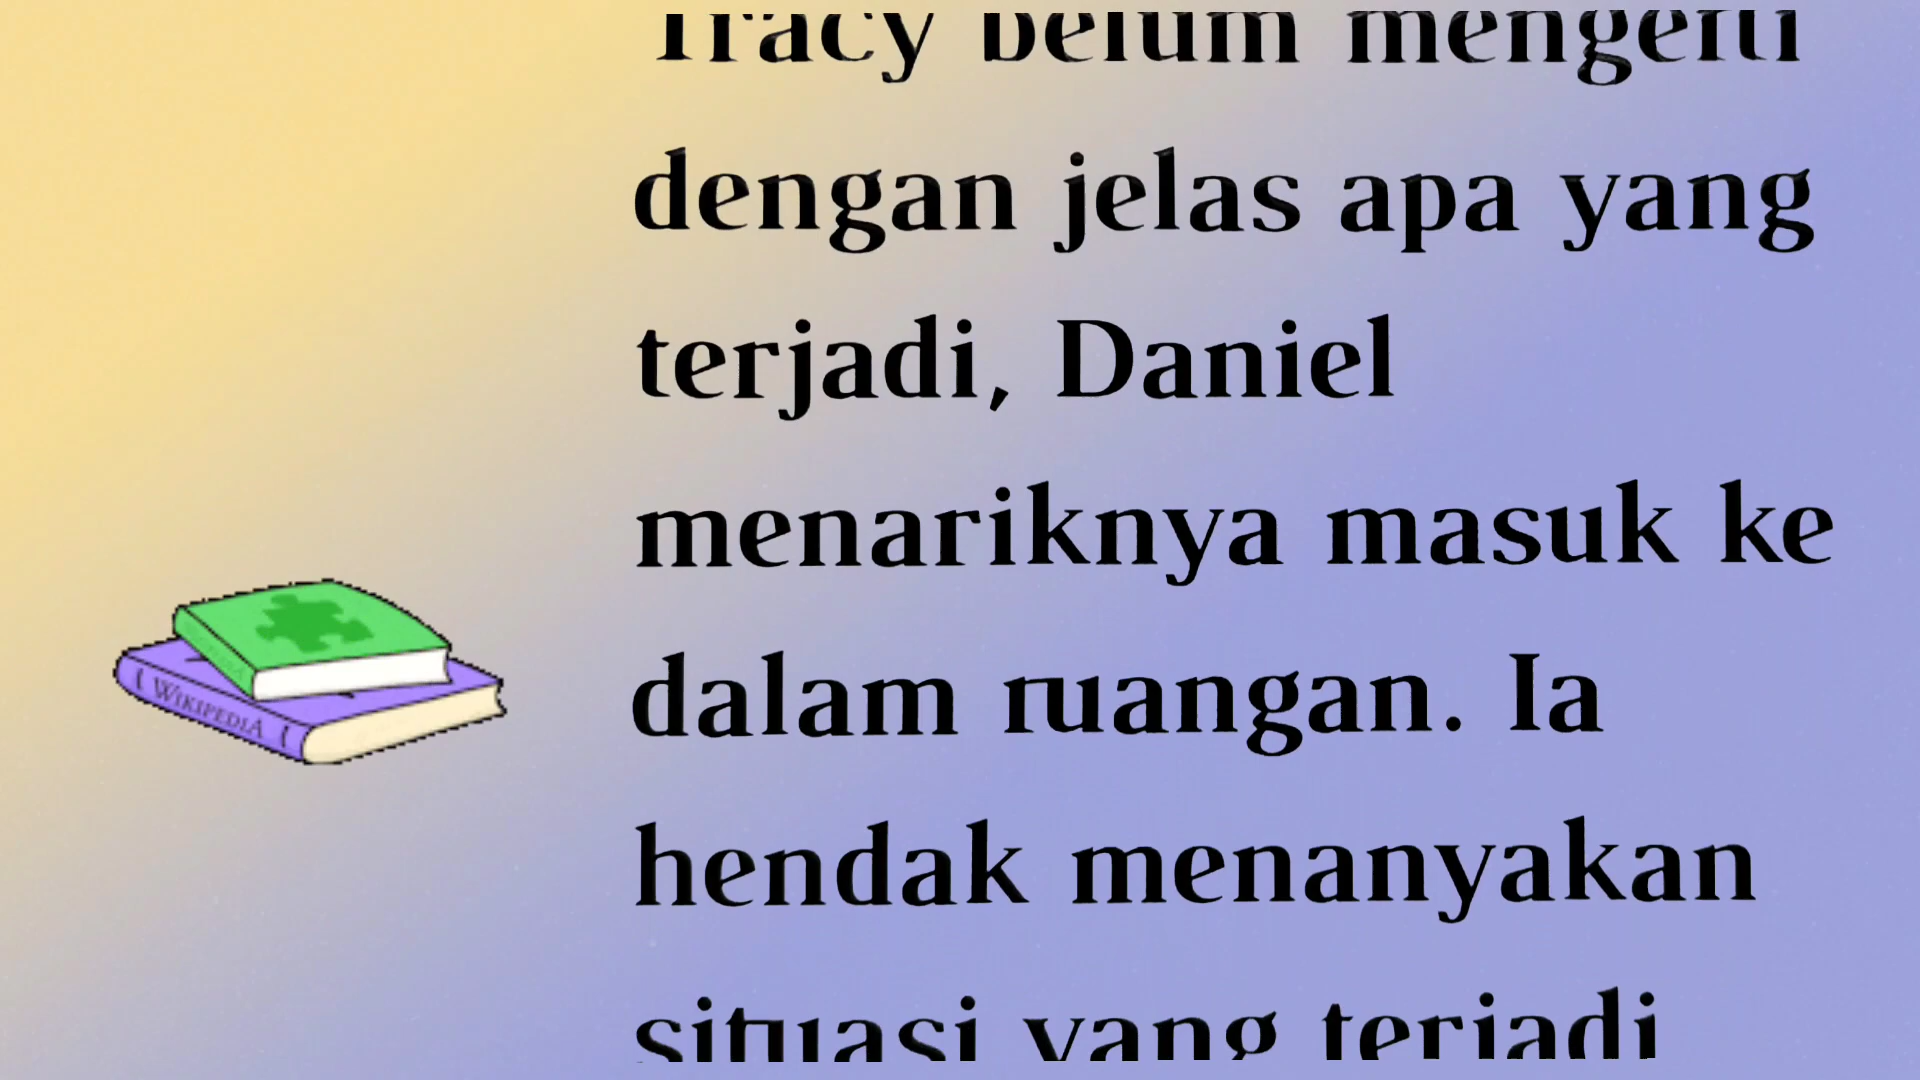 Tracy belum mengerti
dengan jelas apa yang
terjadi, Daniel
menariknya masuk ke
dalam ruangan. Ia
hendak menanyakan
situasi yang terjadi
WIKIPEDIA